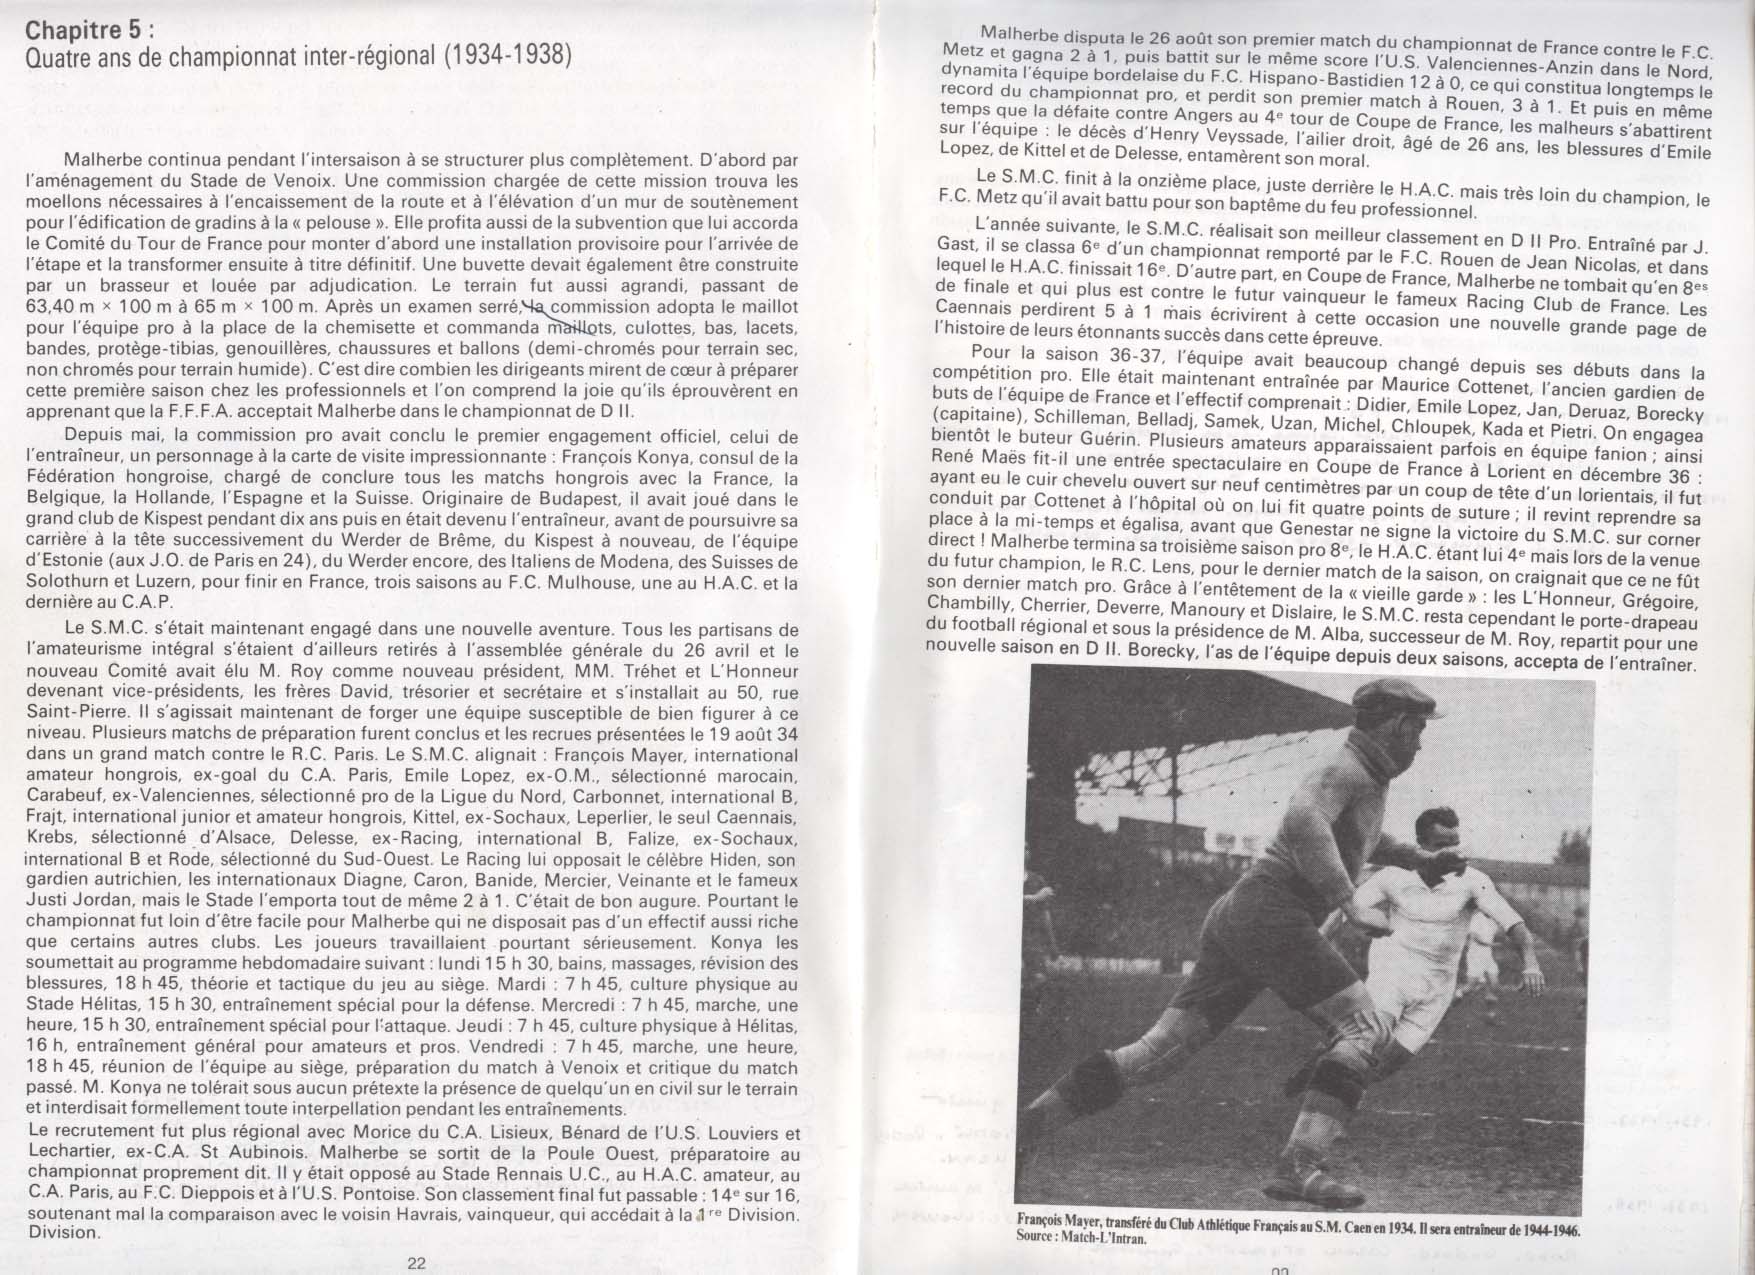 Chapitre 5 :
Quatre ans de championnat inter-régional (1934-1938)
Malherbe continua pendant l'intersaison à se structurer plus complètement. D'abord par
l'aménagement du Stade de Venoix. Une commission chargée de cette mission trouva les
moellons nécessaires à l'encaissement de la route et à l'élévation d'un mur de soutènement
pour l'édification de gradins à la « pelouse ». Elle profita aussi de la subvention que lui accorda
le Comité du Tour de France pour monter d'abord une installation provisoire pour l'arrivée de
l'étape et la transformer ensuite à titre définitif. Une buvette devait également être construite
par un brasseur et louée par adjudication. Le terrain fut aussi agrandi, passant de
63,40 m × 100 m à 65 m × 100 m. Après un examen serré, la commission adopta le maillot
pour l'équipe pro à la place de la chemisette et commanda maillots, culottes, bas, lacets,
bandes, protège-tibias, genouillères, chaussures et ballons (demi-chromés pour terrain sec,
non chromés pour terrain humide). C'est dire combien les dirigeants mirent de cœur à préparer
cette première saison chez les professionnels et l'on comprend la joie qu'ils éprouvèrent en
apprenant que la F.F.F.A. acceptait Malherbe dans le championnat de D II.
Depuis mai, la commission pro avait conclu le premier engagement officiel, celui de
l'entraîneur, un personnage à la carte de visite impressionnante : François Konya, consul de la
Fédération hongroise, chargé de conclure tous les matchs hongrois avec la France, la
Belgique, la Hollande, l'Espagne et la Suisse. Originaire de Budapest, il avait joué dans le
grand club de Kispest pendant dix ans puis en était devenu l'entraîneur, avant de poursuivre sa
carrière à la tête successivement du Werder de Brême, du Kispest à nouveau, de l'équipe
d'Estonie (aux J.O. de Paris en 24), du Werder encore, des Italiens de Modena, des Suisses de
Solothurn et Luzern, pour finir en France, trois saisons au F.C. Mulhouse, une au H.A.C. et la
dernière au C.A.P.
Le S.M.C. s'était maintenant engagé dans une nouvelle aventure. Tous les partisans de
l'amateurisme intégral s'étaient d'ailleurs retirés à l'assemblée générale du 26 avril et le
nouveau Comité avait élu M. Roy comme nouveau président, MM. Tréhet et L'Honneur
devenant vice-présidents, les frères David, trésorier et secrétaire et s'installait au 50, rue
Saint-Pierre. Il s'agissait maintenant de forger une équipe susceptible de bien figurer à ce
niveau. Plusieurs matchs de préparation furent conclus et les recrues présentées le 19 août 34
dans un grand match contre le R.C. Paris. Le S.M.C. alignait : François Mayer, international
amateur hongrois, ex-goal du C.A. Paris, Emile Lopez, ex-O.M., sélectionné marocain,
Carabeuf, ex-Valenciennes, sélectionné pro de la Ligue du Nord, Carbonnet, international B,
Frajt, international junior et amateur hongrois, Kittel, ex-Sochaux, Leperlier, le seul Caennais,
Krebs, sélectionné d'Alsace, Delesse, ex-Racing, international B, Falize, ex-Sochaux,
international B et Rode, sélectionné du Sud-Ouest. Le Racing lui opposait le célèbre Hiden, son
gardien autrichien, les internationaux Diagne, Caron, Banide, Mercier, Veinante et le fameux
Justi Jordan, mais le Stade l'emporta tout de même 2 à 1. C'était de bon augure. Pourtant le
championnat fut loin d'être facile pour Malherbe qui ne disposait pas d'un effectif aussi riche
que certains autres clubs. Les joueurs travaillaient pourtant sérieusement. Konya les
soumettait au programme hebdomadaire suivant : lundi 15 h 30, bains, massages, révision des
blessures, 18 h 45, théorie et tactique du jeu au siège. Mardi : 7 h 45, culture physique au
Stade Hélitas, 15 h 30, entraînement spécial pour la défense. Mercredi : 7 h 45, marche, une
heure, 15 h 30, entraînement spécial pour l'attaque. Jeudi : 7 h 45, culture physique à Hélitas,
16 h, entraînement général pour amateurs et pros. Vendredi : 7 h 45, marche, une heure,
18 h 45, réunion de l'équipe au siège, préparation du match à Venoix et critique du match
passé. M. Konya ne tolérait sous aucun prétexte la présence de quelqu'un en civil sur le terrain
et interdisait formellement toute interpellation pendant les entraînements.
Le recrutement fut plus régional avec Morice du C.A. Lisieux, Bénard de l'U.S. Louviers et
Lechartier, ex-C.A. St Aubinois. Malherbe se sortit de la Poule Ouest, préparatoire au
championnat proprement dit. Il y était opposé au Stade Rennais U.C., au H.A.C. amateur, au
C.A. Paris, au F.C. Dieppois et à l'U.S. Pontoise. Son classement final fut passable : 14e sur 16,
soutenant mal la comparaison avec le voisin Havrais, vainqueur, qui accédait à la 1re Division.
Division.
22
Malherbe disputa le 26 août son premier match du championnat de France contre le F.C.
Metz et gagna 2 à 1, puis battit sur le même score l'U.S. Valenciennes-Anzin dans le Nord,
dynamita l'équipe bordelaise du F.C. Hispano-Bastidien 12 à 0, ce qui constitua longtemps le
record du championnat pro, et perdit son premier match à Rouen, 3 à 1. Et puis en même
temps que la défaite contre Angers au 4e tour de Coupe de France, les malheurs s'abattirent
sur l'équipe : le décès d'Henry Veyssade, l'ailier droit, âgé de 26 ans, les blessures d'Emile
Lopez, de Kittel et de Delesse, entamèrent son moral.
Le S.M.C. finit à la onzième place, juste derrière le H.A.C. mais très loin du champion, le
F.C. Metz qu'il avait battu pour son baptême du feu professionnel.
L'année suivante, le S.M.C. réalisait son meilleur classement en D II Pro. Entraîné par J.
Gast, il se classa 6e d'un championnat remporté par le F.C. Rouen de Jean Nicolas, et dans
lequel le H.A.C. finissait 16e. D'autre part, en Coupe de France, Malherbe ne tombait qu'en 8es
de finale et qui plus est contre le futur vainqueur le fameux Racing Club de France. Les
Caennais perdirent 5 à 1 mais écrivirent à cette occasion une nouvelle grande page de
l'histoire de leurs étonnants succès dans cette épreuve.
Pour la saison 36-37, l'équipe avait beaucoup changé depuis ses débuts dans la
compétition pro. Elle était maintenant entraînée par Maurice Cottenet, l'ancien gardien de
buts de l'équipe de France et l'effectif comprenait : Didier, Emile Lopez, Jan, Deruaz, Borecky
(capitaine), Schilleman, Belladj, Samek, Uzan, Michel, Chloupek, Kada et Pietri. On engagea
bientôt le buteur Guérin. Plusieurs amateurs apparaissaient parfois en équipe fanion ; ainsi
René Maës fit-il une entrée spectaculaire en Coupe de France à Lorient en décembre 36 :
ayant eu le cuir chevelu ouvert sur neuf centimètres par un coup de tête d'un lorientais, il fut
conduit par Cottenet à l'hôpital où on lui fit quatre points de suture ; il revint reprendre sa
place à la mi-temps et égalisa, avant que Genestar ne signe la victoire du S.M.C. sur corner
direct ! Malherbe termina sa troisième saison pro 8e, le H.A.C. étant lui 4e mais lors de la venue
du futur champion, le R.C. Lens, pour le dernier match de la saison, on craignait que ce ne fût
son dernier match pro. Grâce à l'entêtement de la « vieille garde » : les L'Honneur, Grégoire,
Chambilly, Cherrier, Deverre, Manoury et Dislaire, le S.M.C. resta cependant le porte-drapeau
du football régional et sous la présidence de M. Alba, successeur de M. Roy, repartit pour une
nouvelle saison en D II. Borecky, l'as de l'équipe depuis deux saisons, accepta de l'entraîner.
François Mayer, transféré du Club Athlétique Français au S.M. Caen en 1934. Il sera entraîneur de 1944-1946.
Source : Match-L'Intran.